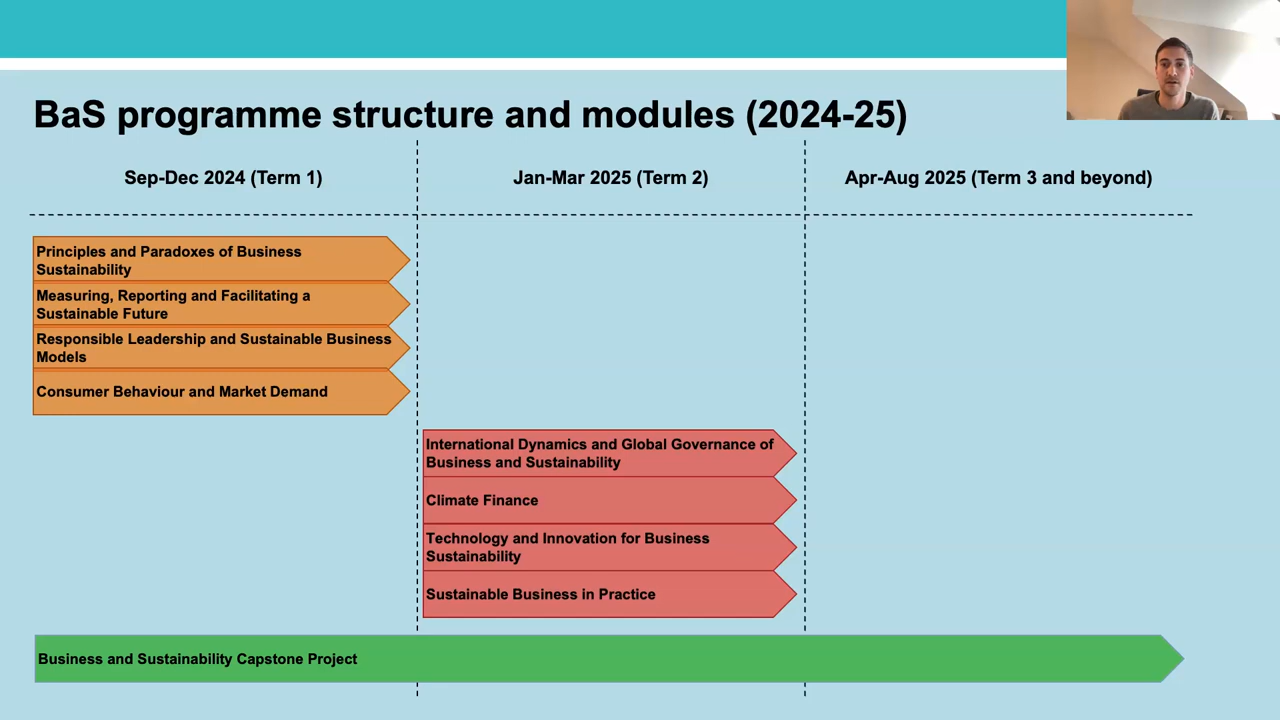 BaS programme structure and modules (2024-25)
Sep-Dec 2024 (Term 1)
Jan-Mar 2025 (Term 2)
Apr-Aug 2025 (Term 3 and beyond)
Principles and Paradoxes of Business
Sustainability
Measuring, Reporting and Facilitating a
Sustainable Future
Responsible Leadership and Sustainable Business
Models
Consumer Behaviour and Market Demand
International Dynamics and Global Governance of
Business and Sustainability
Climate Finance
Technology and Innovation for Business
Sustainability
Sustainable Business in Practice
Business and Sustainability Capstone Project